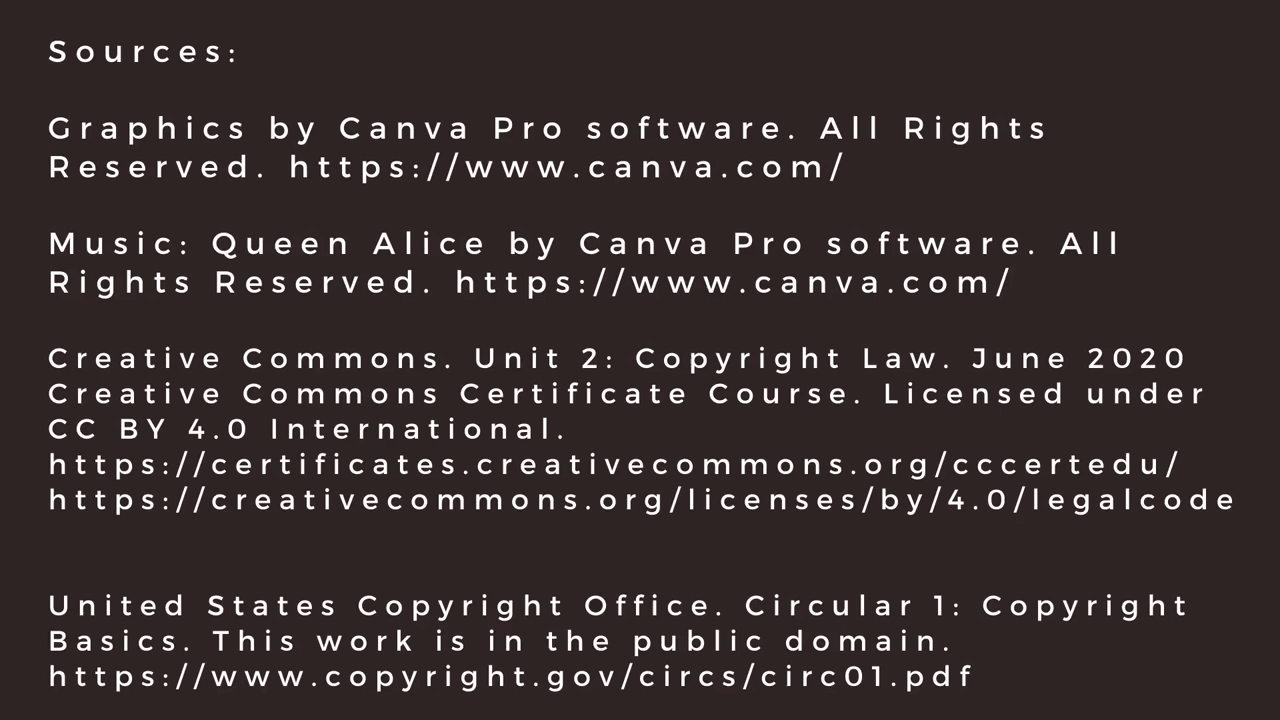 Sources:
Graphics by Canva Pro software. All Rights
Reserved. https://www.canva.com/
Music: Queen Alice by Canva Pro software. All
Rights Reserved. https://www.canva.com/
Creative Commons. Unit 2: Copyright Law. June 2020
Creative Commons Certificate Course. Licensed under
CC BY 4.0 International.
https://certificates.creativecommons.org/cccertedu/
https://creativecommons.org/licenses/by/4.0/legalcode
United States Copyright Office. Circular 1: Copyright
Basics. This work is in the public domain.
https://www.copyright.gov/circs/circ01.pdf